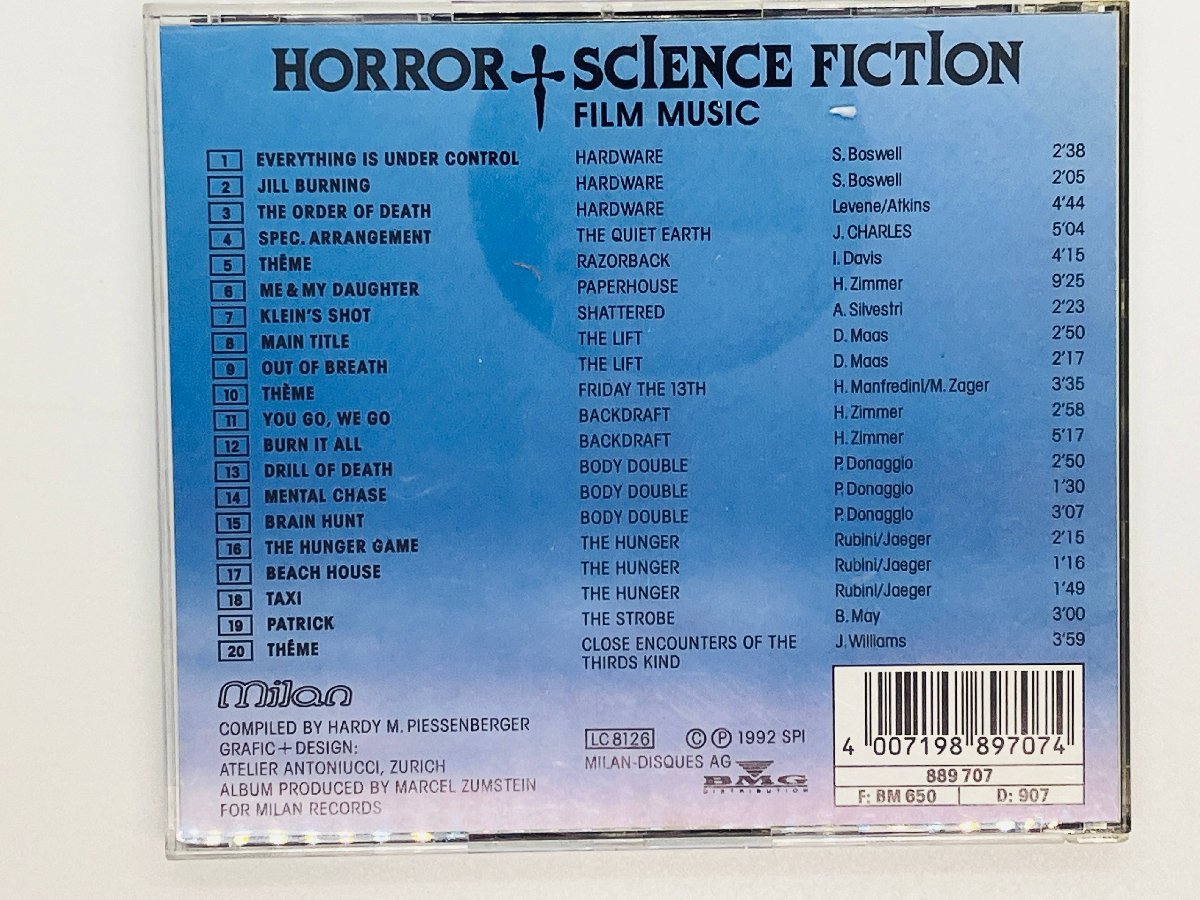 HORROR † SCIENCE FICTION
FILM MUSIC
1 EVERYTHING IS UNDER CONTROL HARDWARE S. Boswell 2'38
2 JILL BURNING HARDWARE S. Boswell 2'05
3 THE ORDER OF DEATH HARDWARE Levene/Atkins 4'44
4 SPEC. ARRANGEMENT THE QUIET EARTH J. CHARLES 5'04
5 THÊME RAZORBACK I. Davis 4'15
6 ME & MY DAUGHTER PAPERHOUSE H. Zimmer 9'25
7 KLEIN'S SHOT SHATTERED A. Silvestri 2'23
8 MAIN TITLE THE LIFT D. Maas 2'50
9 OUT OF BREATH THE LIFT D. Maas 2'17
10 THÈME FRIDAY THE 13TH H. Manfredini/M. Zager 3'35
11 YOU GO, WE GO BACKDRAFT H. Zimmer 2'58
12 BURN IT ALL BACKDRAFT H. Zimmer 5'17
13 DRILL OF DEATH BODY DOUBLE P. Donaggio 2'50
14 MENTAL CHASE BODY DOUBLE P. Donaggio 1'30
15 BRAIN HUNT BODY DOUBLE P. Donaggio 3'07
16 THE HUNGER GAME THE HUNGER Rubini/Jaeger 2'15
17 BEACH HOUSE THE HUNGER Rubini/Jaeger 1'16
18 TAXI THE HUNGER Rubini/Jaeger 1'49
19 PATRICK THE STROBE B. May 3'00
20 THÉME CLOSE ENCOUNTERS OF THE J. Williams 3'59
THIRDS KIND
milan
COMPILED BY HARDY M. PIESSENBERGER
GRAFIC + DESIGN:
ATELIER ANTONIUCCI, ZURICH
ALBUM PRODUCED BY MARCEL ZUMSTEIN
FOR MILAN RECORDS
LC 8126 © ℗ 1992 SPI
MILAN-DISQUES AG
BMG
DISTRIBUTION
4 007198 897074
889 707
F: BM 650 D: 907